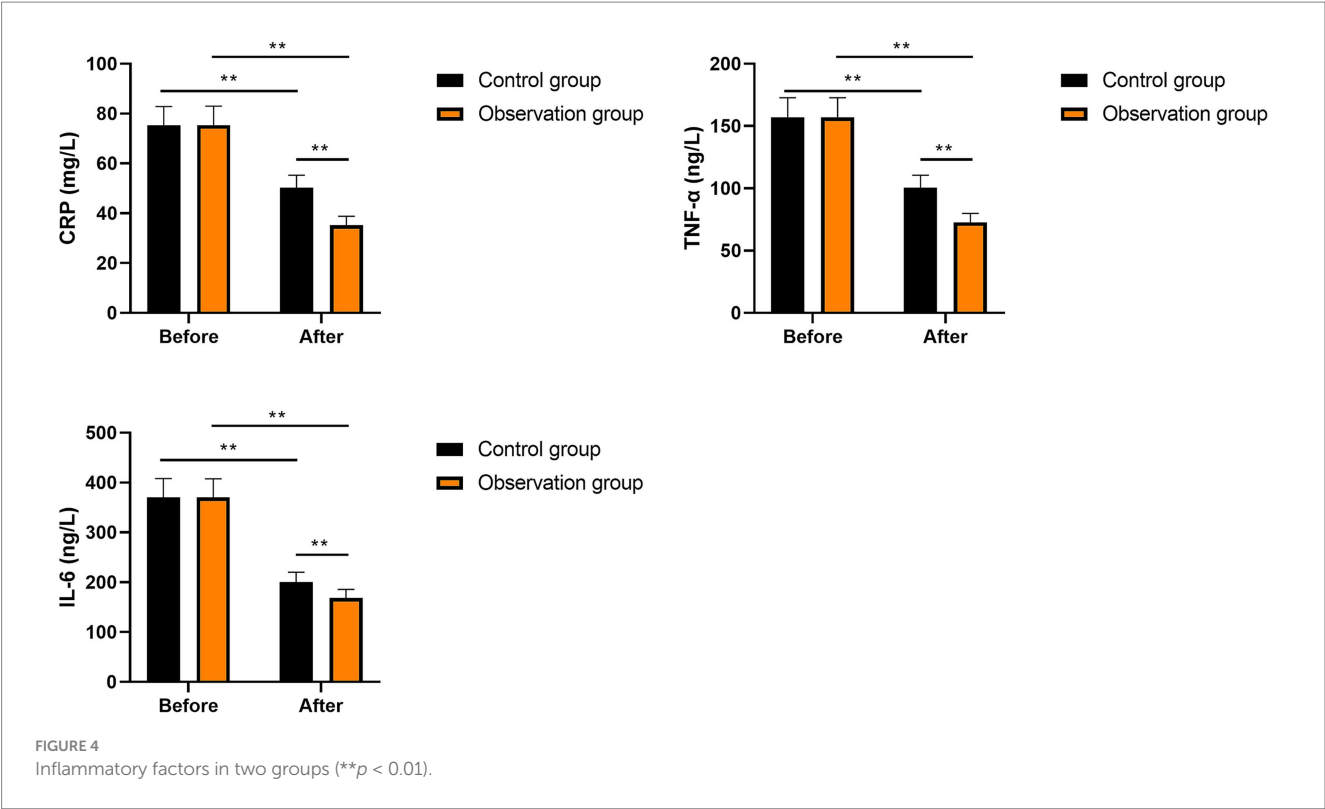 **
**
**
100
80
60
40
20
0
CRP (mg/L)
Before After
Control group
Observation group
**
**
**
200
150
100
50
0
TNF-α (ng/L)
Before After
Control group
Observation group
**
**
**
500
400
300
200
100
0
IL-6 (ng/L)
Before After
Control group
Observation group
FIGURE 4
Inflammatory factors in two groups (**p < 0.01).